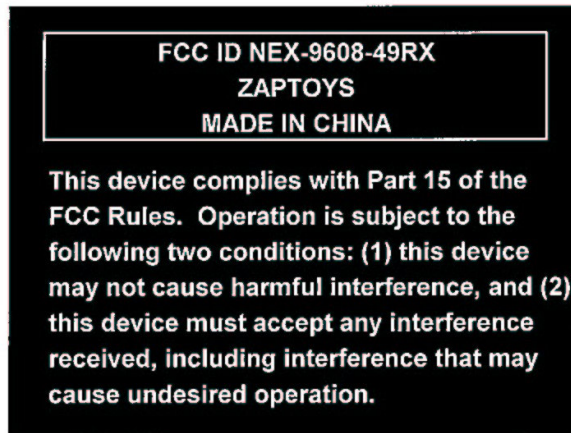 FCC ID NEX-9608-49RX
ZAPTOYS
MADE IN CHINA
This device complies with Part 15 of the
FCC Rules.  Operation is subject to the
following two conditions: (1) this device
may not cause harmful interference, and (2)
this device must accept any interference
received, including interference that may
cause undesired operation.